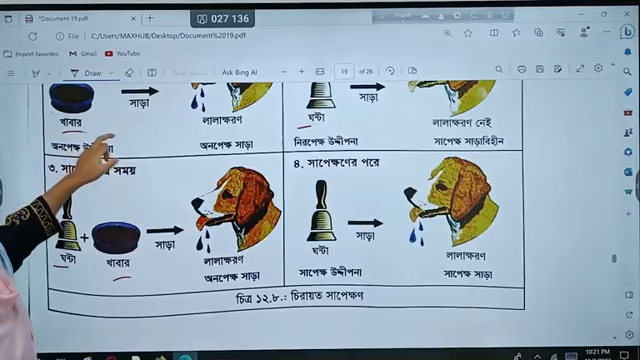 *Document 19.pdf
027 136
File
C:/Users/MAXHUB/Desktop/Document%2019.pdf
Import favorites
Gmail
YouTube
Draw
Ask Bing AI
19 of 26
সাড়া
সাড়া
খাবার
লালাক্ষরণ
ঘন্টা
লালাক্ষরণ নেই
অনপেক্ষ
অনপেক্ষ সাড়া
নিরপেক্ষ উদ্দীপনা
সাপেক্ষ সাড়াবিহীন
৩.
সময়
৪. সাপেক্ষণের পরে
+
সাড়া
সাড়া
ঘন্টা
খাবার
লালাক্ষরণ
ঘন্টা
লালাক্ষরণ
অনপেক্ষ সাড়া
সাপেক্ষ উদ্দীপনা
সাপেক্ষ সাড়া
চিত্র ১২.৮.: চিরায়ত সাপেক্ষণ
10:21 PM